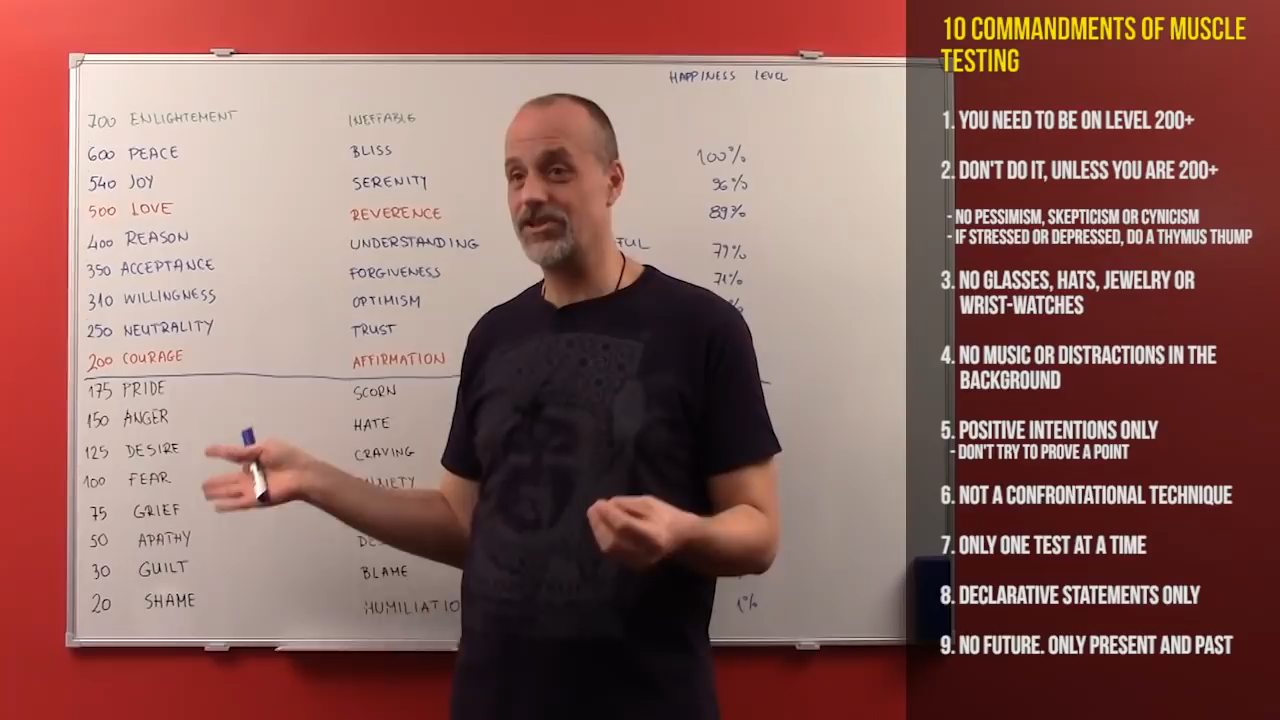 HAPPINESS LEVEL
700 ENLIGHTEMENT INEFFABLE
600 PEACE BLISS 100%
540 JOY SERENITY 96%
500 LOVE REVERENCE 89%
400 REASON UNDERSTANDING FUL 79%
350 ACCEPTANCE FORGIVENESS 71%
310 WILLINGNESS OPTIMISM %
250 NEUTRALITY TRUST
200 COURAGE AFFIRMATION
175 PRIDE SCORN
150 ANGER HATE
125 DESIRE CRAVING
100 FEAR NXIETY
75 GRIEF
50 APATHY DE
30 GUILT BLAME
20 SHAME HUMILIATIO 1%
10 COMMANDMENTS OF MUSCLE
TESTING
1. YOU NEED TO BE ON LEVEL 200+
2. DON'T DO IT, UNLESS YOU ARE 200+
- NO PESSIMISM, SKEPTICISM OR CYNICISM
- IF STRESSED OR DEPRESSED, DO A THYMUS THUMP
3. NO GLASSES, HATS, JEWELRY OR
WRIST-WATCHES
4. NO MUSIC OR DISTRACTIONS IN THE
BACKGROUND
5. POSITIVE INTENTIONS ONLY
- DON'T TRY TO PROVE A POINT
6. NOT A CONFRONTATIONAL TECHNIQUE
7. ONLY ONE TEST AT A TIME
8. DECLARATIVE STATEMENTS ONLY
9. NO FUTURE. ONLY PRESENT AND PAST